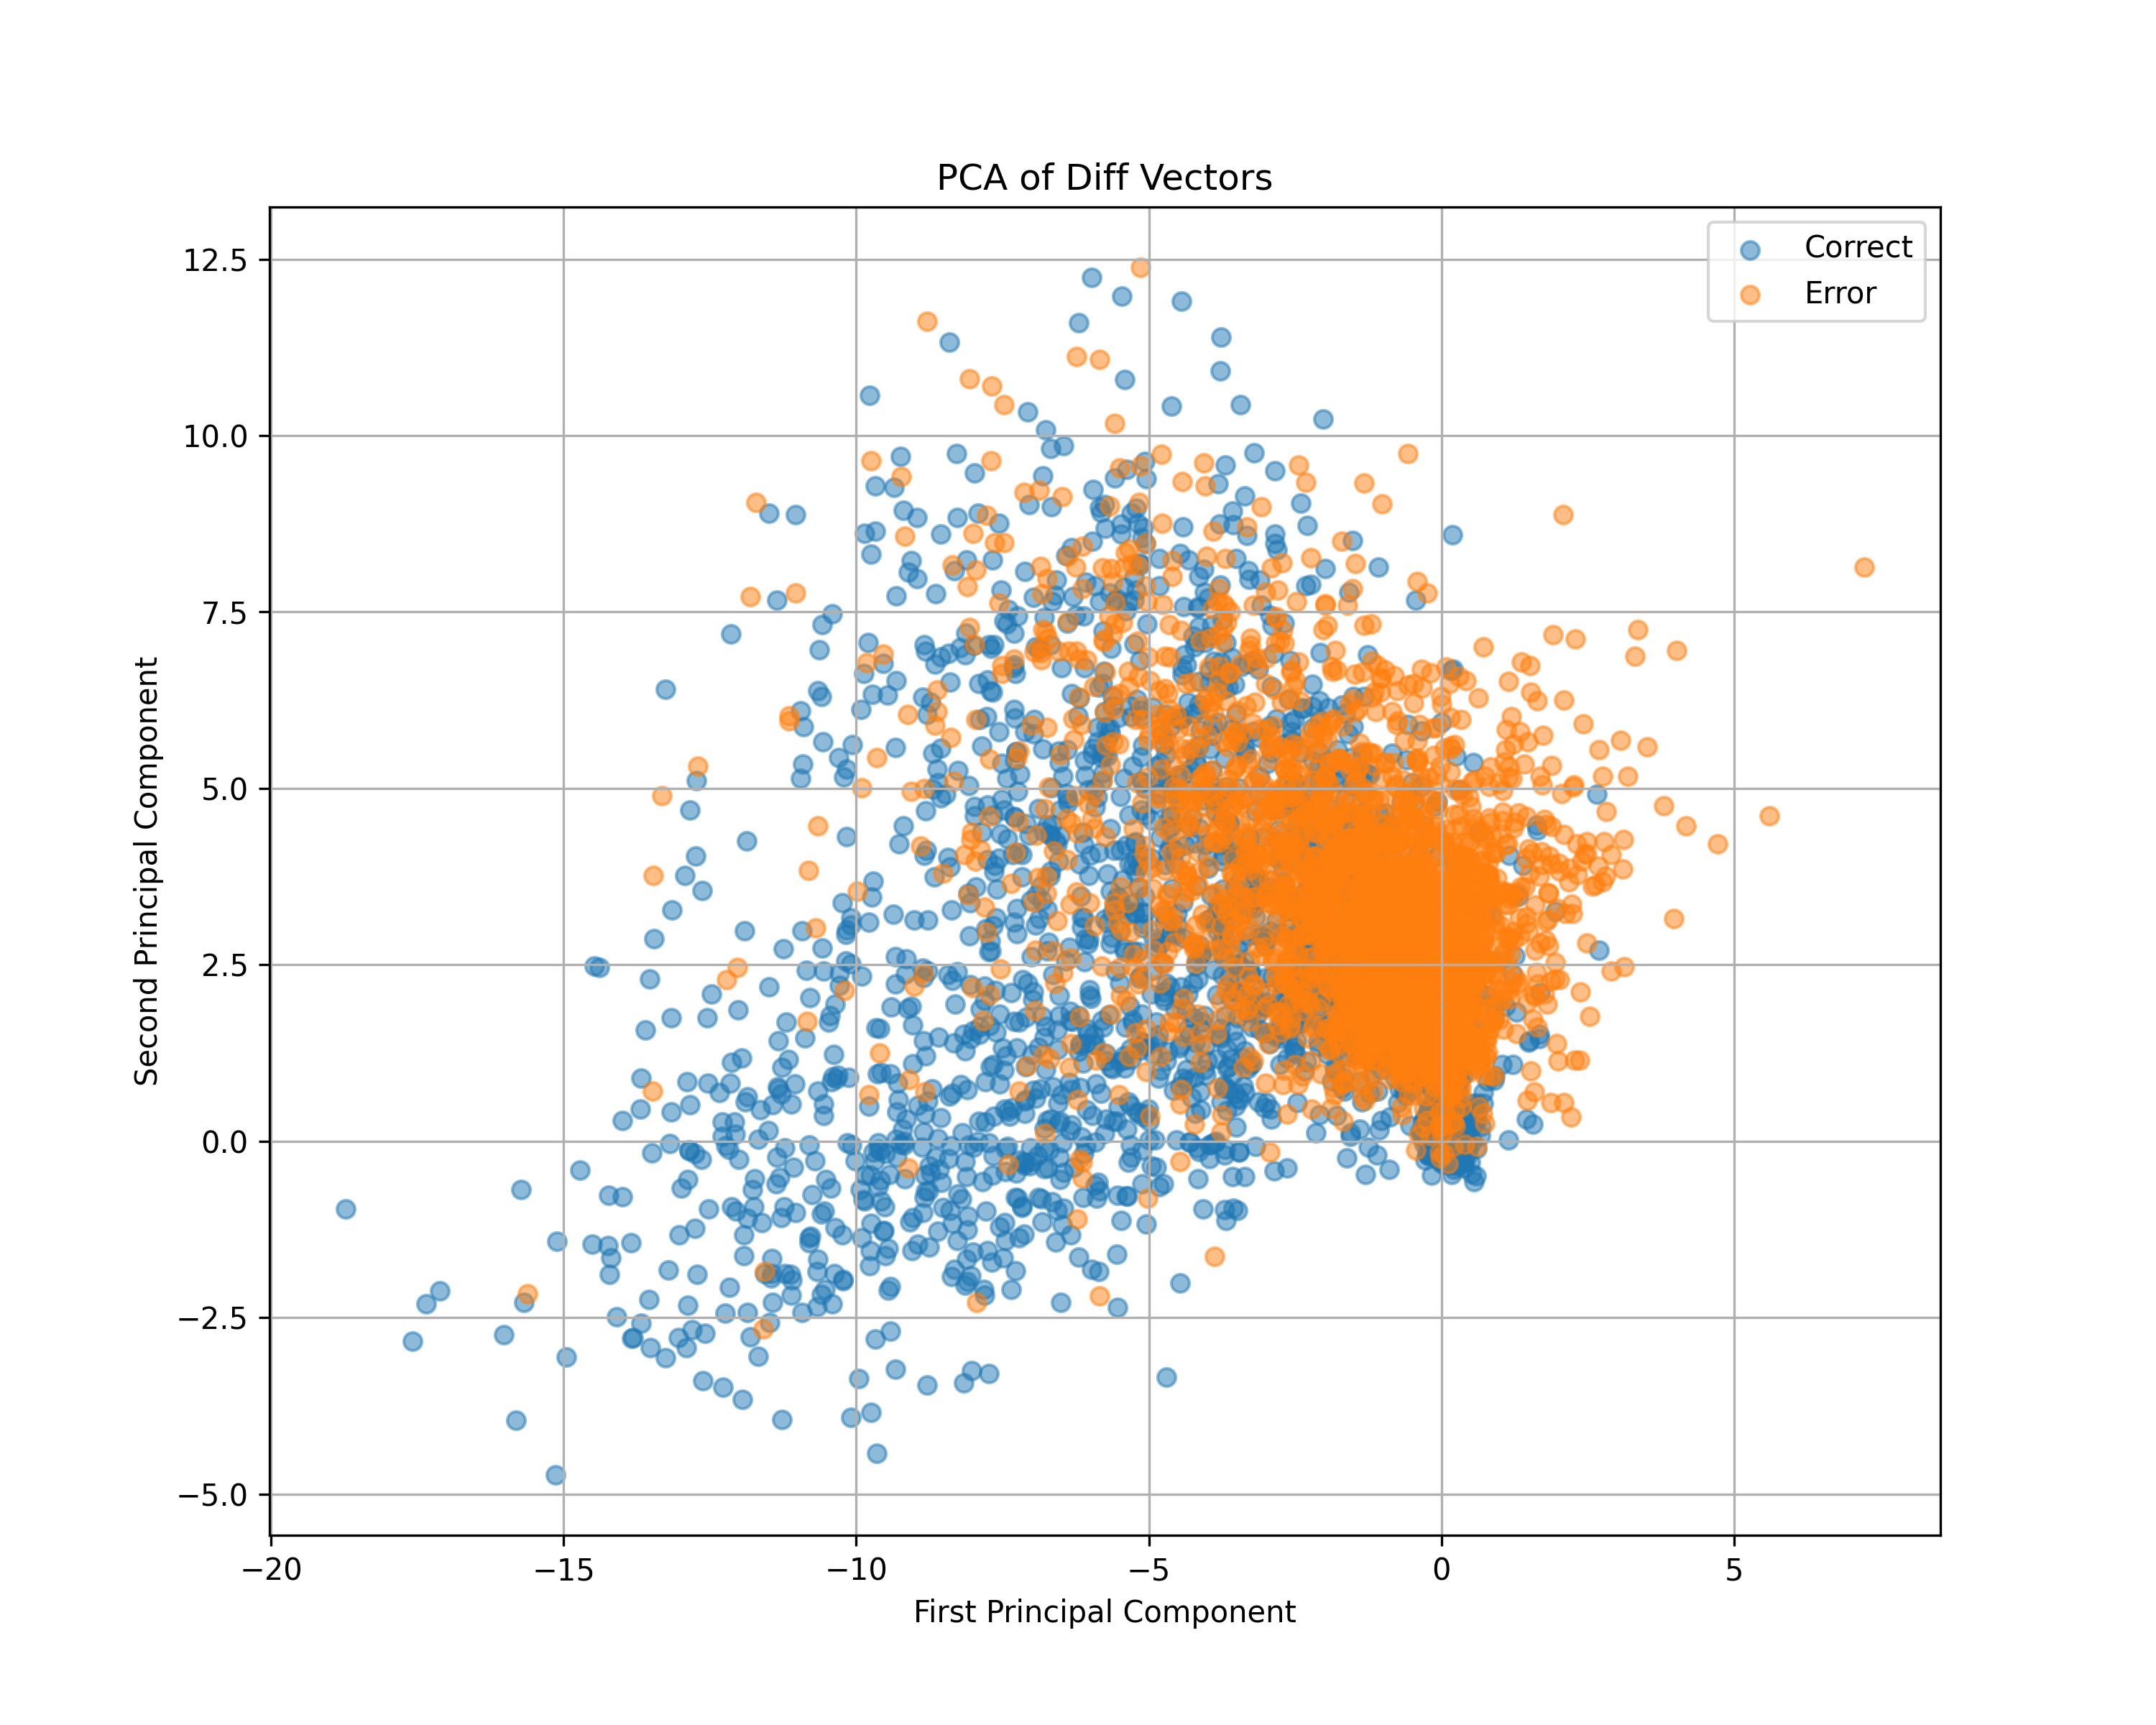 PCA of Diff Vectors
Correct
Error
12.5
10.0
7.5
5.0
2.5
0.0
−2.5
−5.0
Second Principal Component
−20 −15 −10 −5 0 5
First Principal Component